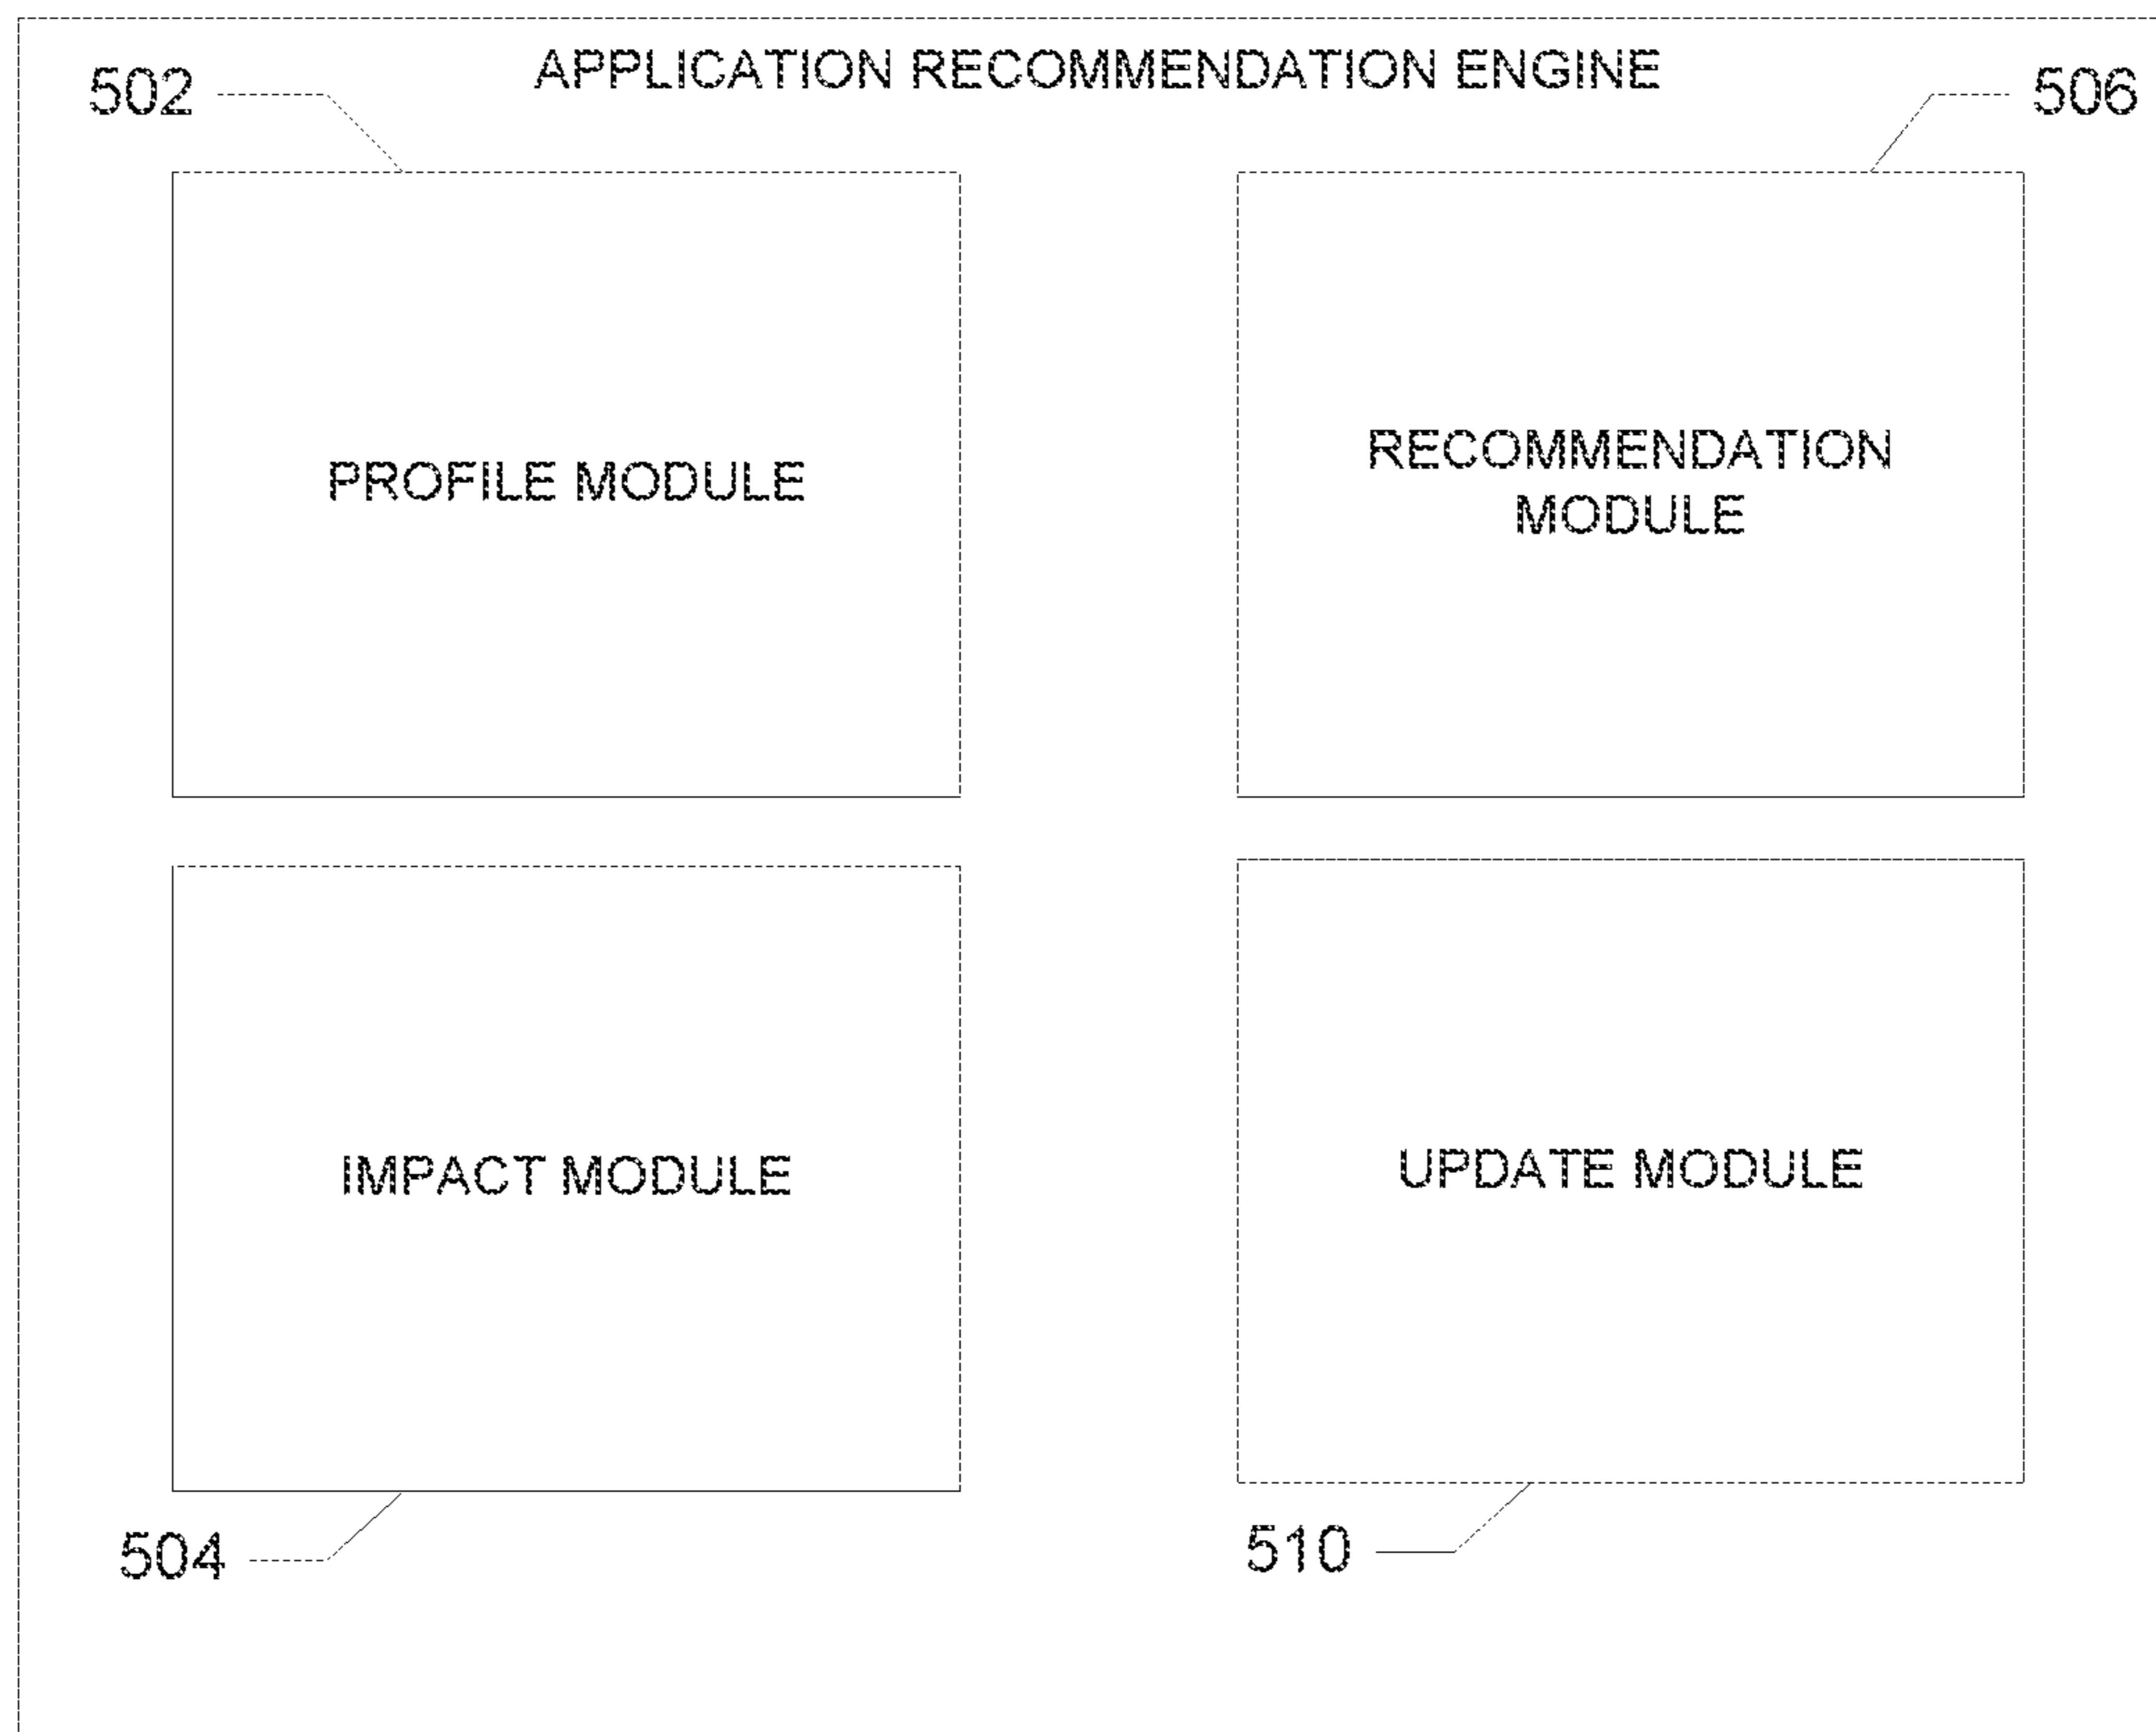 APPLICATION RECOMMENDATION ENGINE
502
506
PROFILE MODULE
RECOMMENDATION
MODULE
IMPACT MODULE
UPDATE MODULE
504
510